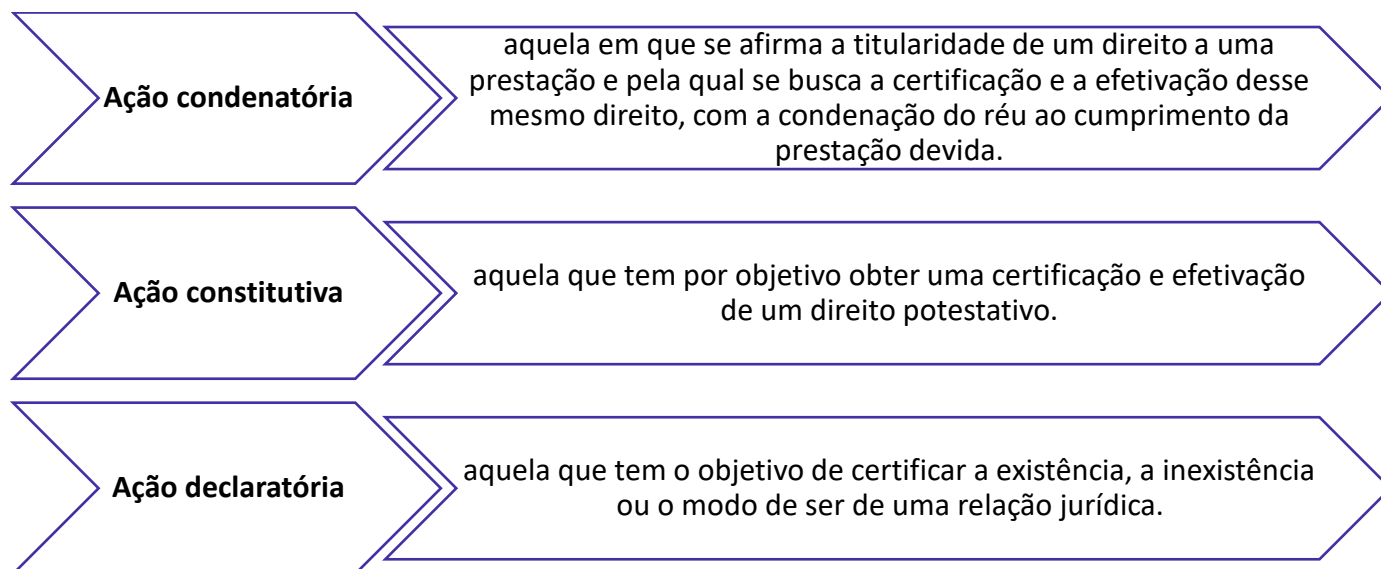 Ação condenatória
aquela em que se afirma a titularidade de um direito a uma
prestação e pela qual se busca a certificação e a efetivação desse
mesmo direito, com a condenação do réu ao cumprimento da
prestação devida.
Ação constitutiva
aquela que tem por objetivo obter uma certificação e efetivação
de um direito potestativo.
Ação declaratória
aquela que tem o objetivo de certificar a existência, a inexistência
ou o modo de ser de uma relação jurídica.